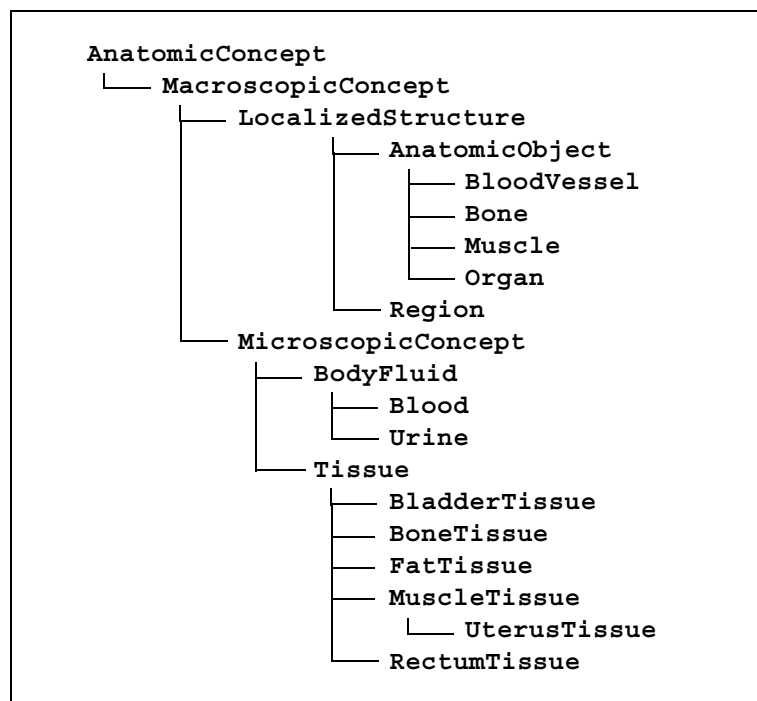 AnatomicConcept
MacroscopicConcept
LocalizedStructure
AnatomicObject
BloodVessel
Bone
Muscle
Organ
Region
MicroscopicConcept
BodyFluid
Blood
Urine
Tissue
BladderTissue
BoneTissue
FatTissue
MuscleTissue
UterusTissue
RectumTissue